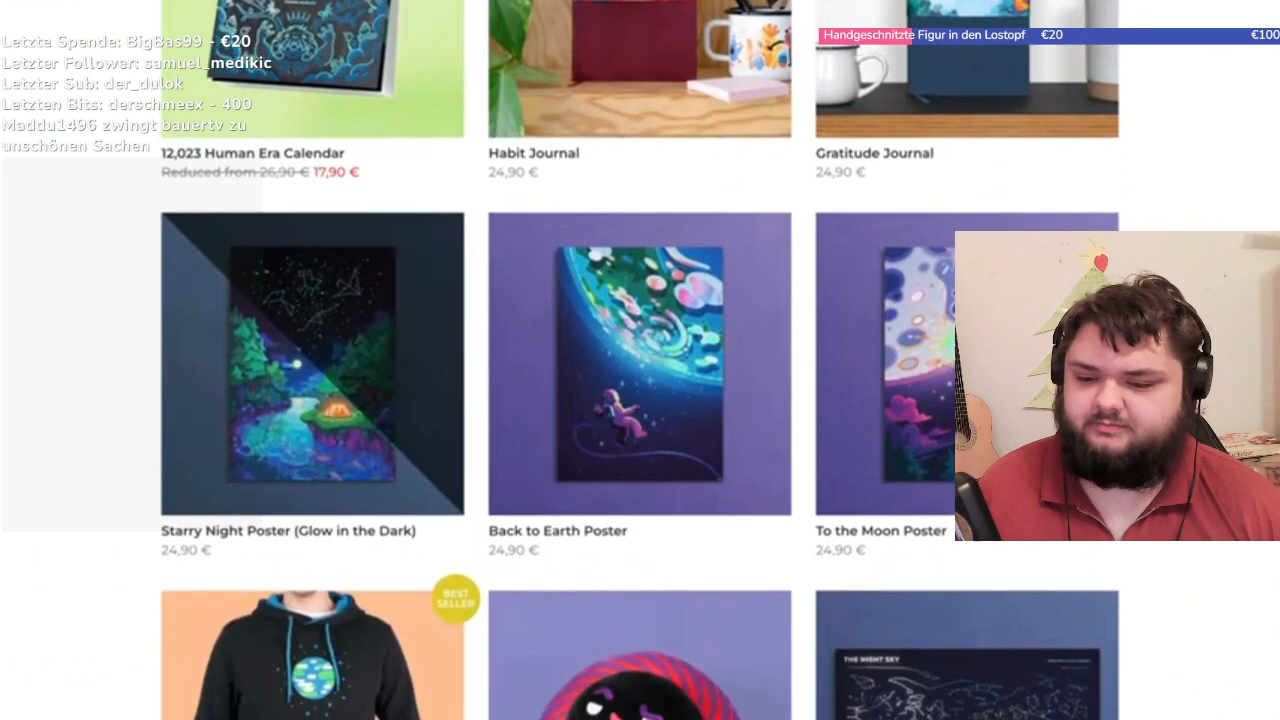 Letzte Spende: BigBas99 - €20
Letzter Follower: samuel_medikic
Letzter Sub: der_dulok
Letzten Bits: derschmeex - 400
Maddu1496 zwingt bauertv zu
unschönen Sachen
Handgeschnitzte Figur in den Lostopf €20 €100
12,023 Human Era Calendar
Reduced from 26,90 € 17,90 €
Habit Journal
24,90 €
Gratitude Journal
24,90 €
Starry Night Poster (Glow in the Dark)
24,90 €
Back to Earth Poster
24,90 €
To the Moon Poster
24,90 €
BEST
SELLER
THE NIGHT SKY